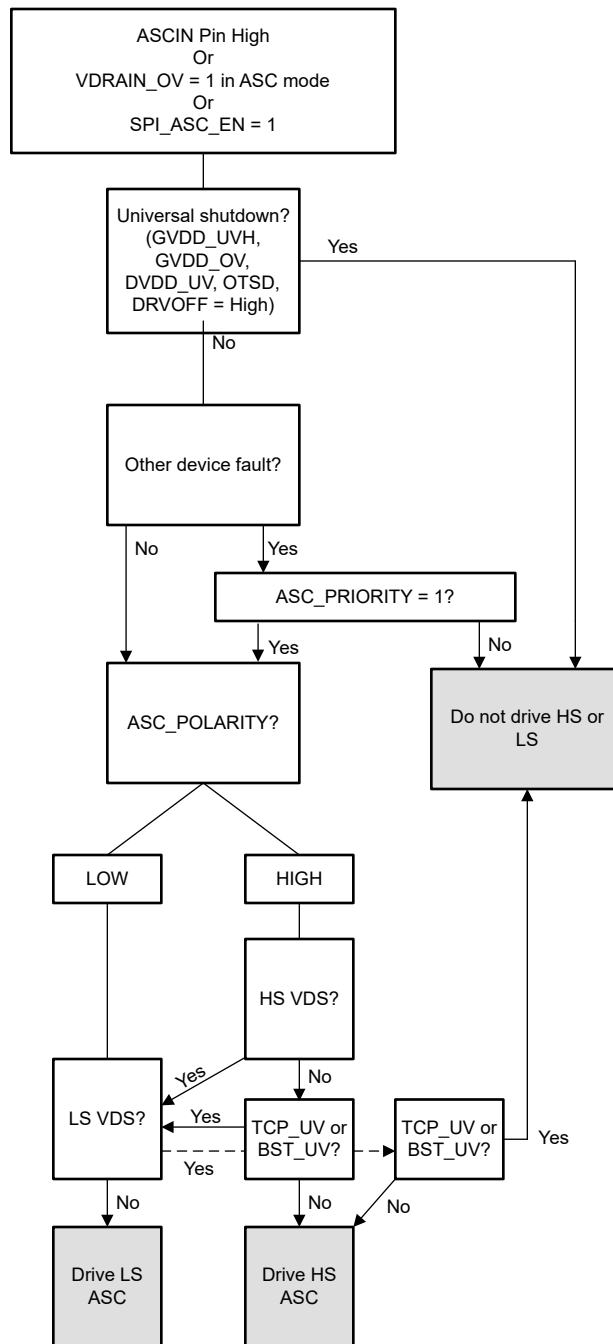 ASCIN Pin High
Or
VDRAIN_OV = 1 in ASC mode
Or
SPI_ASC_EN = 1
Universal shutdown?
(GVDD_UVH,
GVDD_OV,
DVDD_UV, OTSD,
DRVOFF = High)
Yes
No
Other device fault?
No
Yes
ASC_PRIORITY = 1?
Yes
No
ASC_POLARITY?
Do not drive HS or
LS
LOW
HIGH
HS VDS?
Yes
No
LS VDS?
Yes
TCP_UV or
BST_UV?
TCP_UV or
BST_UV?
Yes
Yes
No
No
No
Drive LS
ASC
Drive HS
ASC